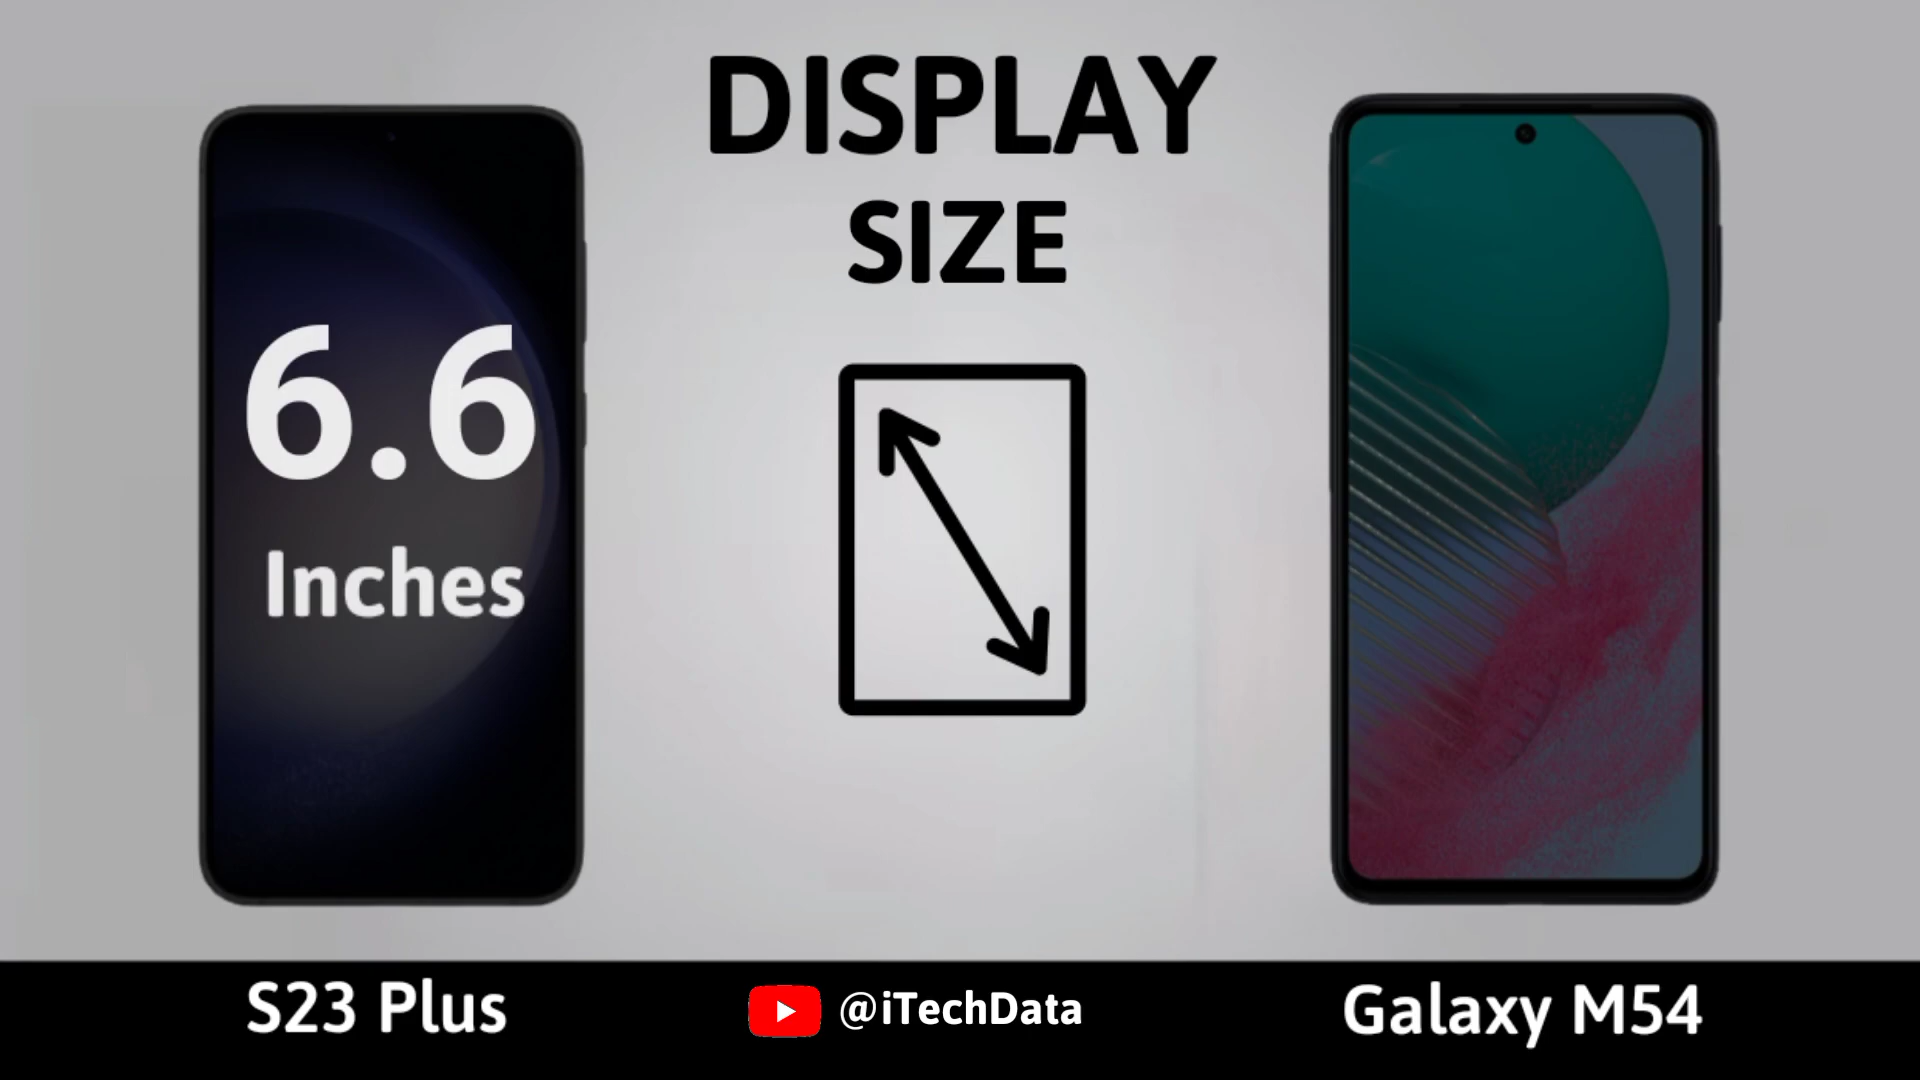 DISPLAY
SIZE
6.6
Inches
S23 Plus
@iTechData
Galaxy M54